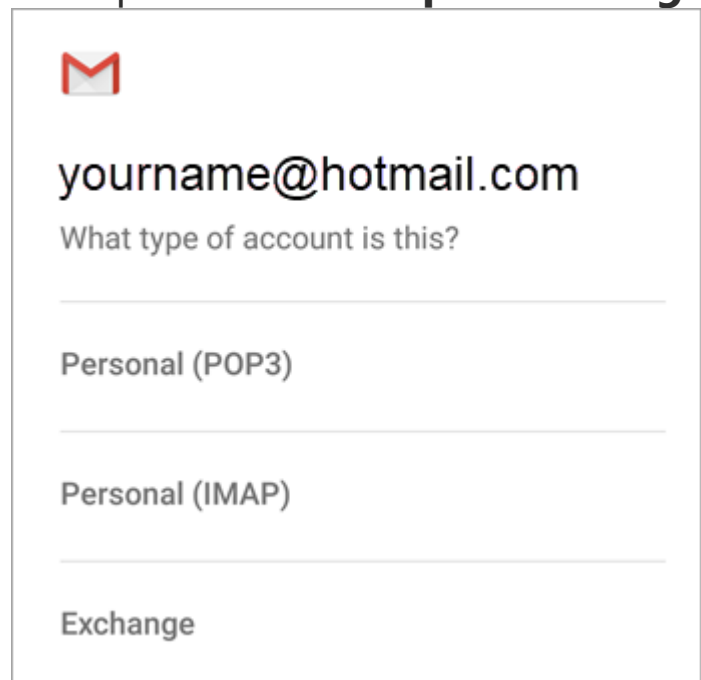 yourname@hotmail.com
What type of account is this?
Personal (POP3)
Personal (IMAP)
Exchange